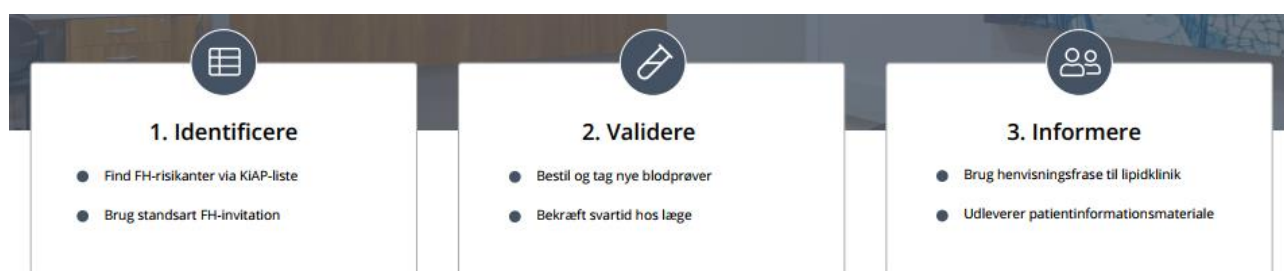 1. Identificere
Find FH-risikanter via KiAP-liste
Brug standsart FH-invitation
2. Validere
Bestil og tag nye blodprøver
Bekræft svartid hos læge
3. Informere
Brug henvisningsfrase til lipidklinik
Udleverer patientinformationsmateriale